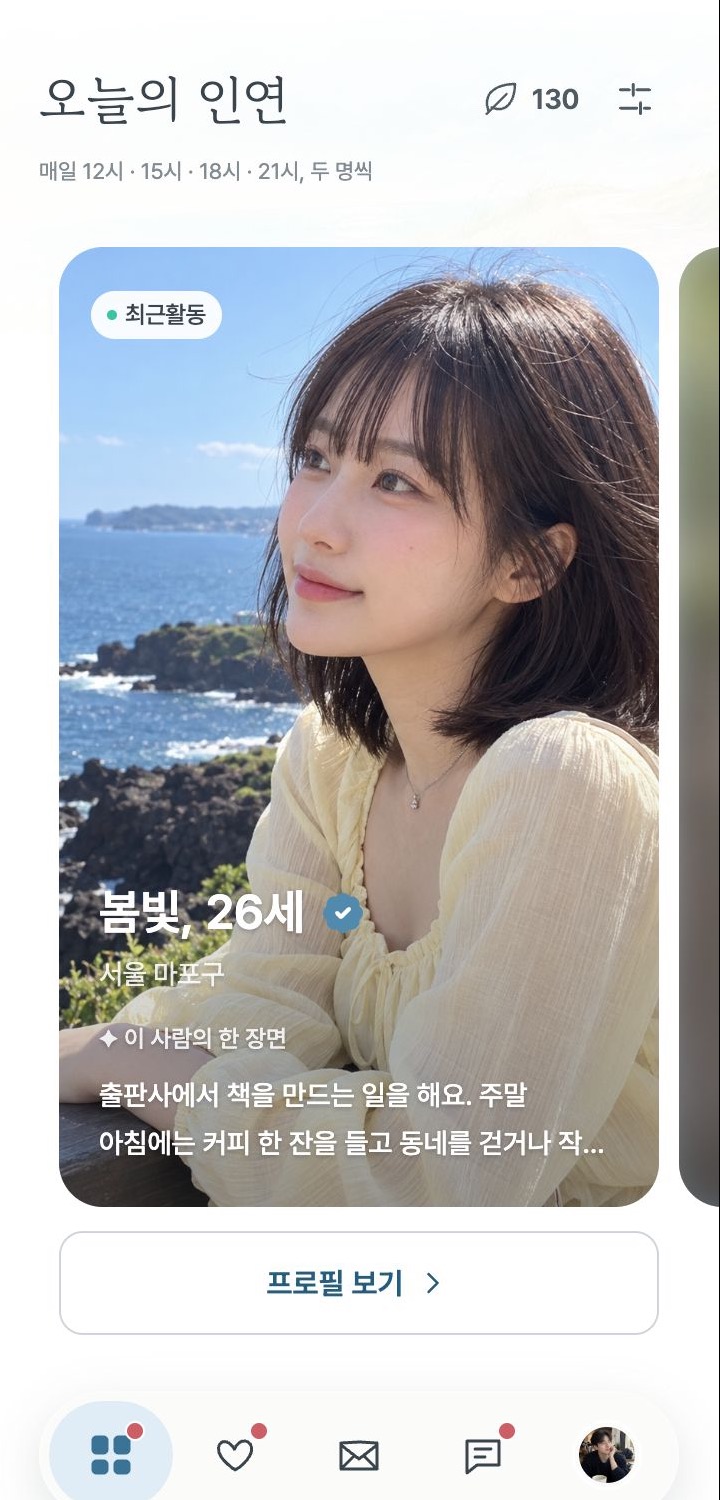 오늘의 인연
130
매일 12시 · 15시 · 18시 · 21시, 두 명씩
최근활동
봄빛, 26세
서울 마포구
이 사람의 한 장면
출판사에서 책을 만드는 일을 해요. 주말
아침에는 커피 한 잔을 들고 동네를 걷거나 작...
프로필 보기